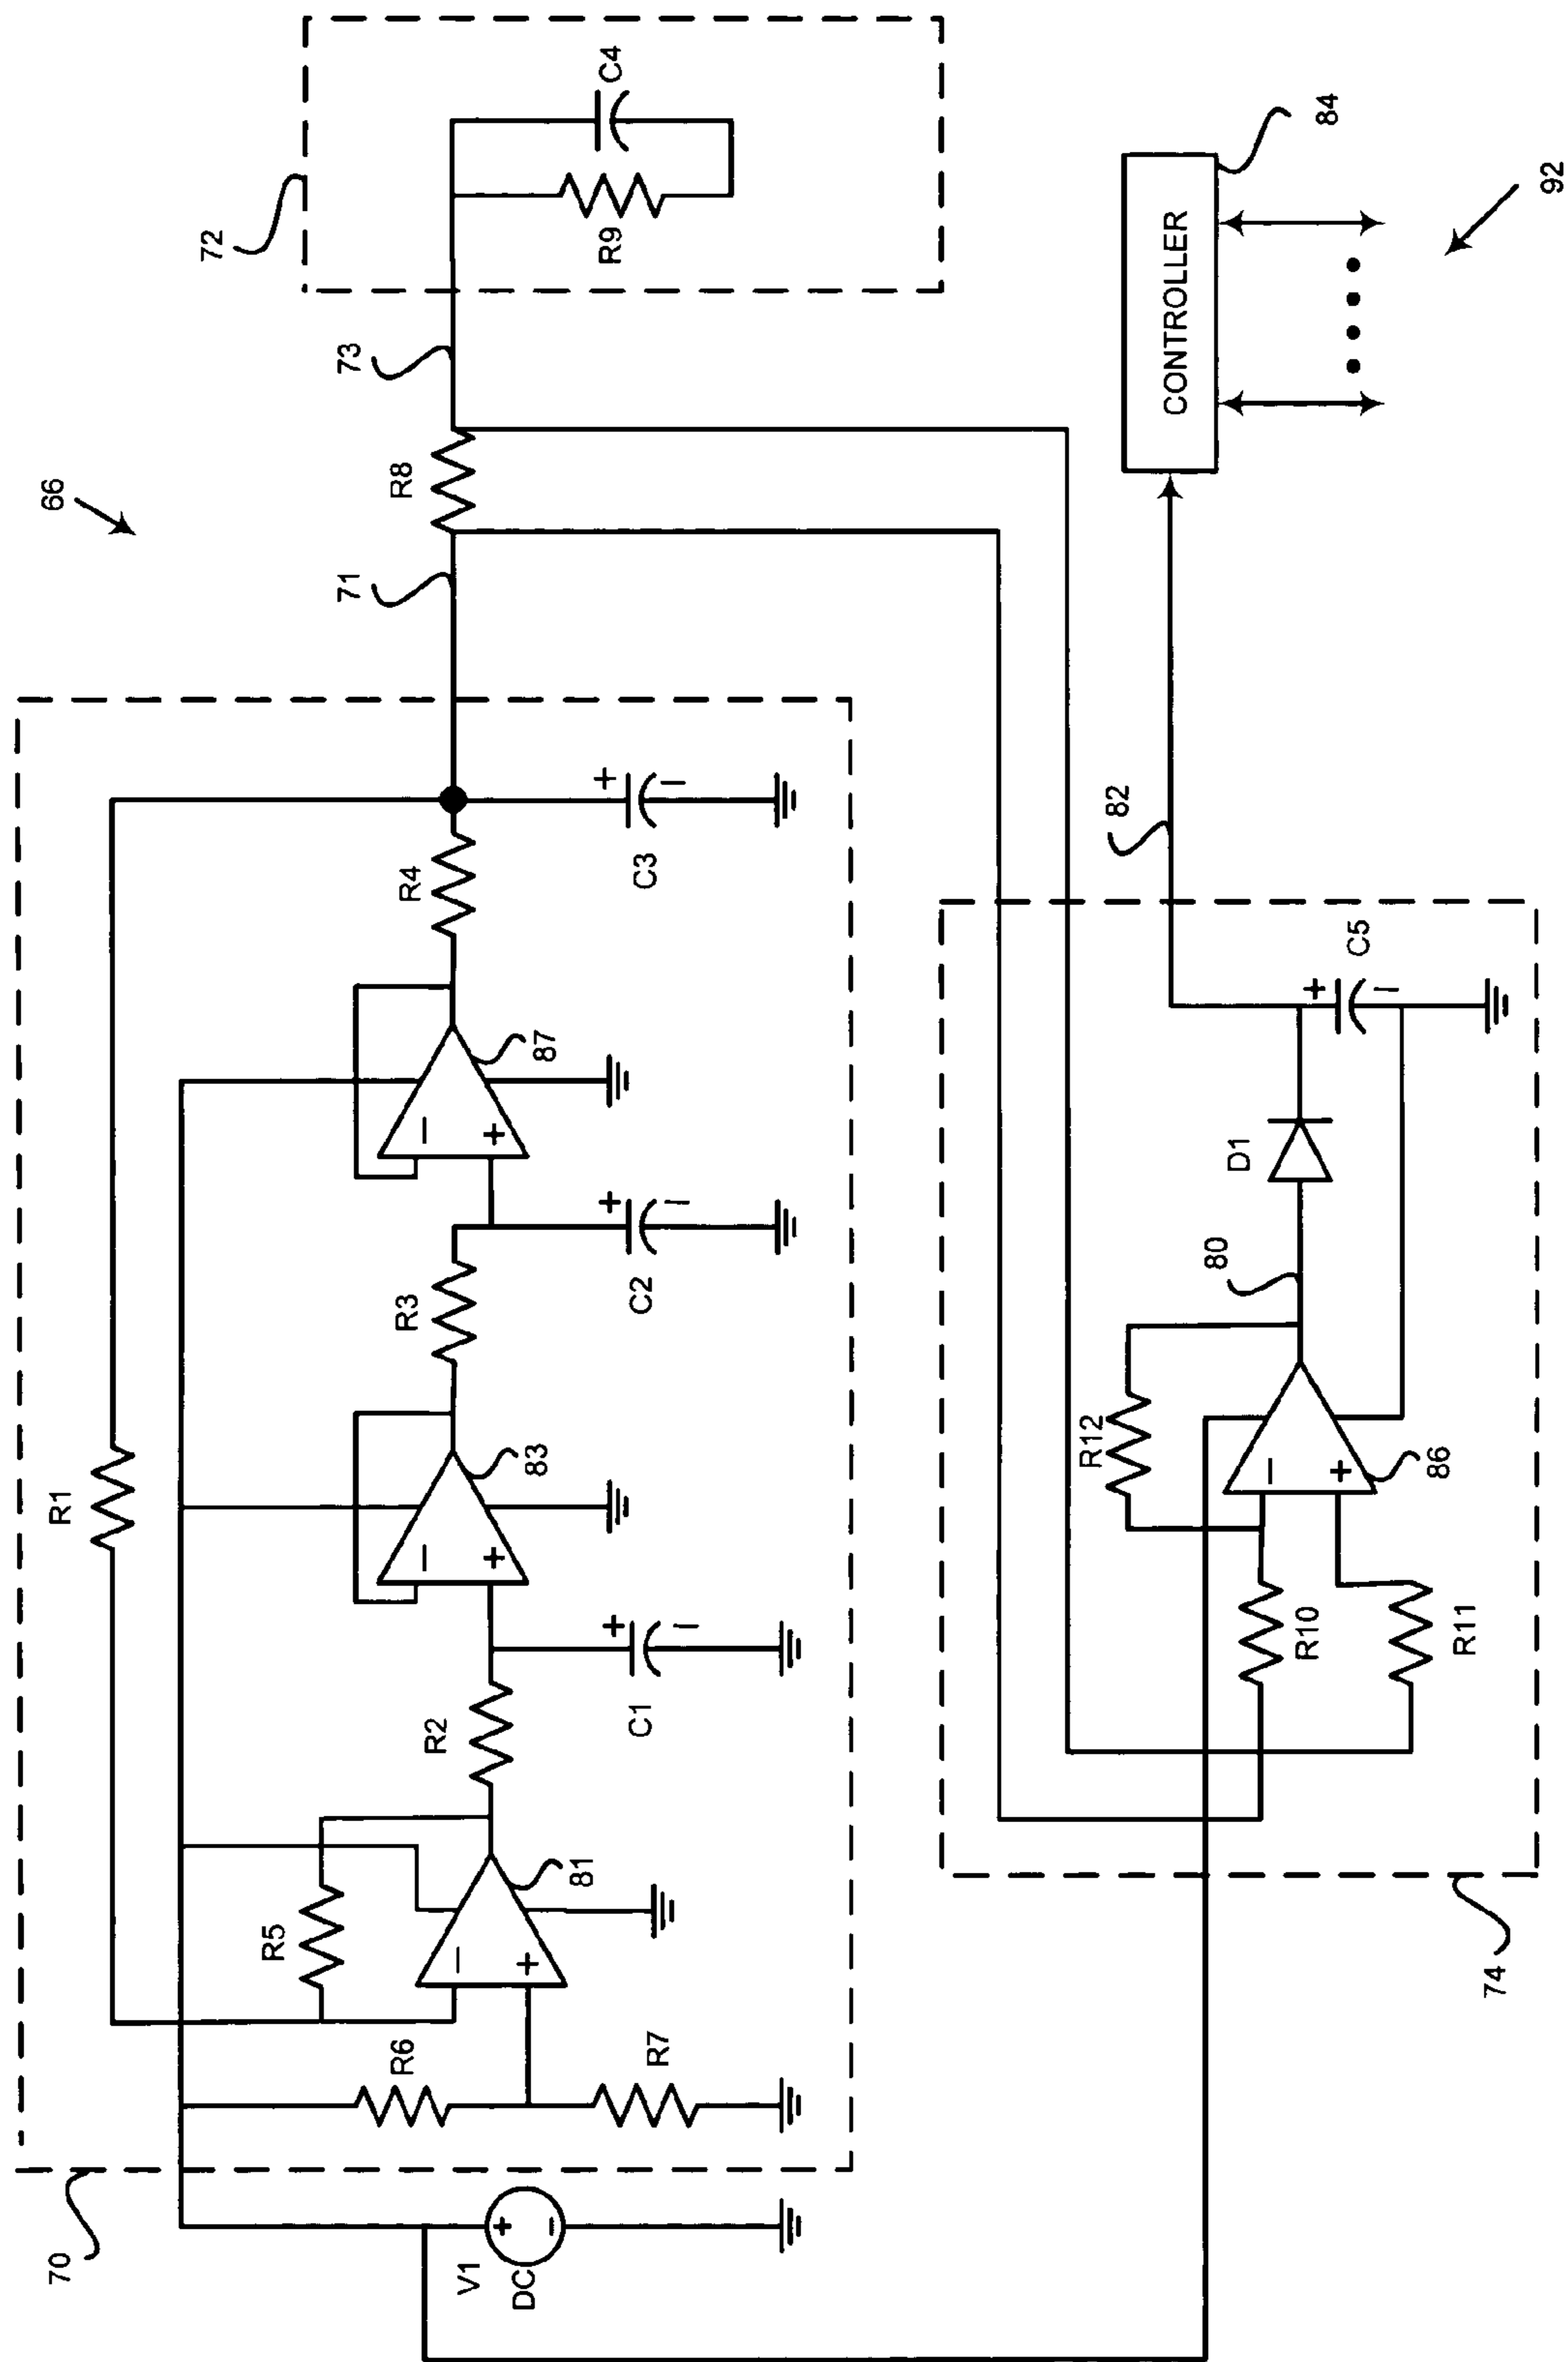 66
70
R1
R5
R6
R7
81
R2
C1
+
−
83
R3
C2
+
−
87
R4
C3
+
−
−
+
−
+
−
+
V1
DC
+
−
71
R8
73
72
R9
C4
74
R10
R11
R12
−
+
86
80
D1
C5
+
−
82
CONTROLLER
84
92